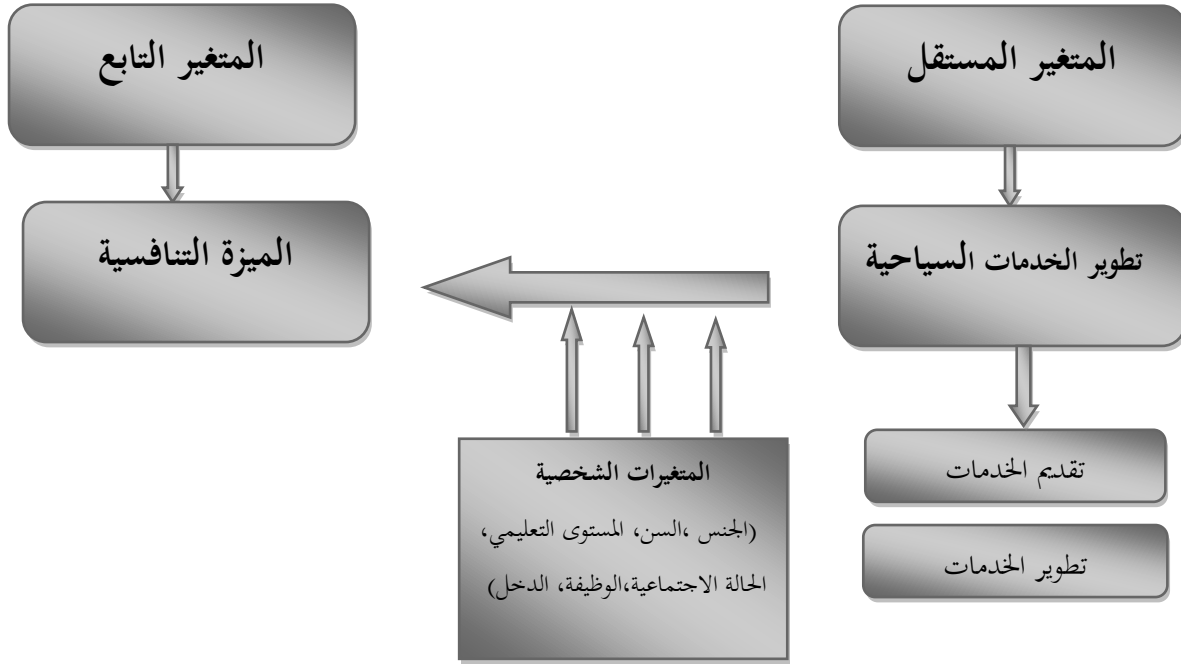 المتغير المستقل
المتغير التابع
تطوير الخدمات السياحية
الميزة التنافسية
تقديم الخدمات
تطوير الخدمات
المتغيرات الشخصية
(الجنس ،السن، المستوى التعليمي،
الحالة الاجتماعية،الوظيفة، الدخل)